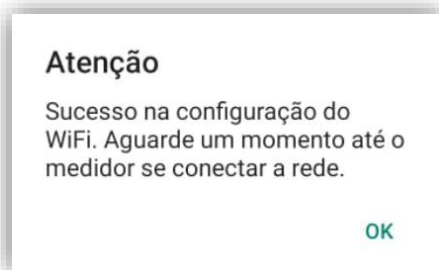 Atenção
Sucesso na configuração do
WiFi. Aguarde um momento até o
medidor se conectar a rede.
OK